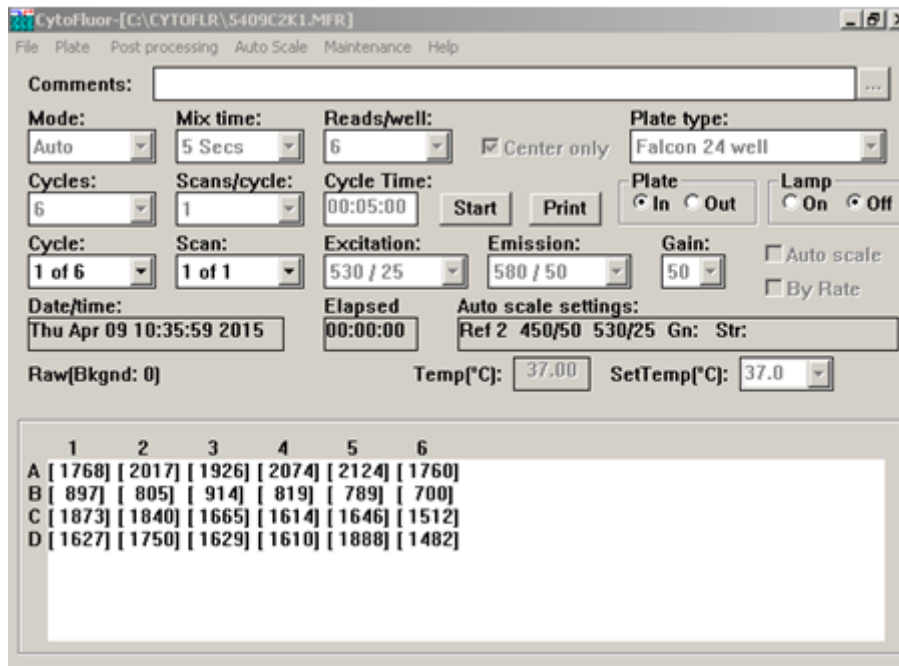 CytoFluor-[C:\CYTOFLR\5409C2K1.MFR]
File Plate Post processing Auto Scale Maintenance Help
Comments: ...
Mode: Mix time: Reads/well: Plate type:
Auto 5 Secs 6 Center only Falcon 24 well
Cycles: Scans/cycle: Cycle Time: Plate Lamp
6 1 00:05:00 Start Print In Out On Off
Cycle: Scan: Excitation: Emission: Gain:
1 of 6 1 of 1 530 / 25 580 / 50 50 Auto scale
By Rate
Date/time: Elapsed Auto scale settings:
Thu Apr 09 10:35:59 2015 00:00:00 Ref 2 450/50 530/25 Gn: Str:
Raw(Bkgnd: 0) Temp(°C): 37.00 SetTemp(°C): 37.0
1 2 3 4 5 6
A [ 1768] [ 2017] [ 1926] [ 2074] [ 2124] [ 1760]
B [ 897] [ 805] [ 914] [ 819] [ 789] [ 700]
C [ 1873] [ 1840] [ 1665] [ 1614] [ 1646] [ 1512]
D [ 1627] [ 1750] [ 1629] [ 1610] [ 1888] [ 1482]